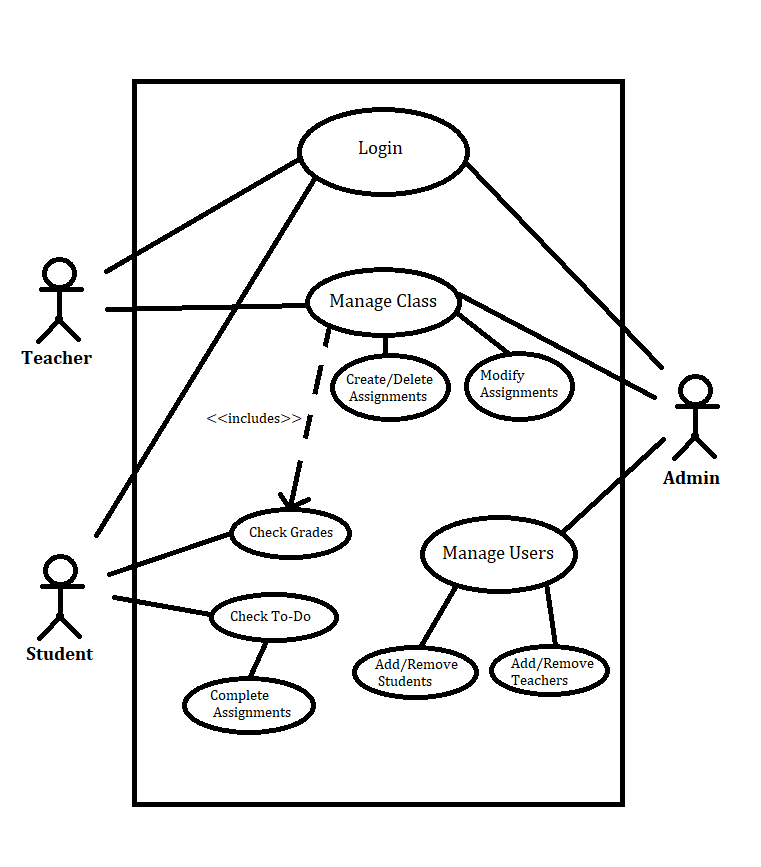 Login
Manage Class
Teacher
Create/Delete
Assignments
Modify
Assignments
<<includes>>
Admin
Check Grades
Manage Users
Check To-Do
Student
Add/Remove
Students
Add/Remove
Teachers
Complete
Assignments